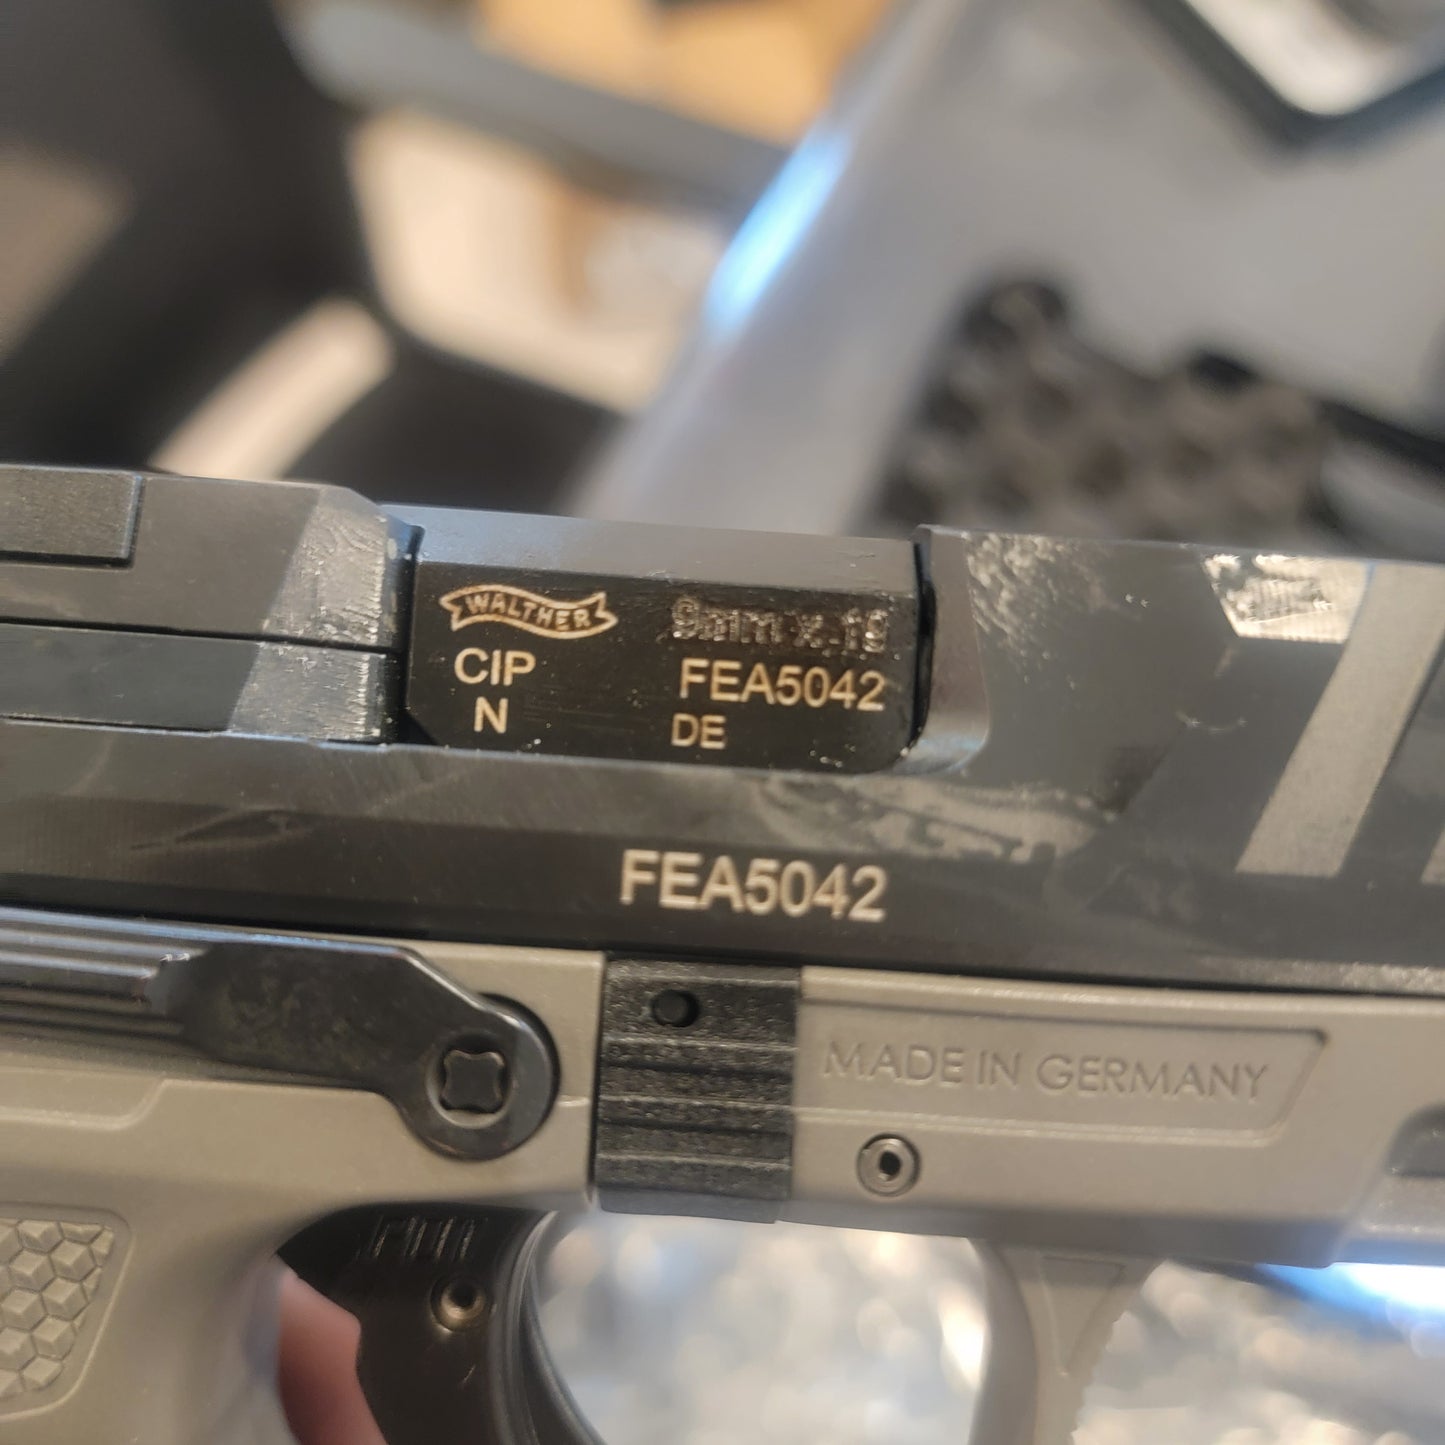 WALTHER
9mm x 19
CIP
FEA5042
N
DE
FEA5042
MADE IN GERMANY